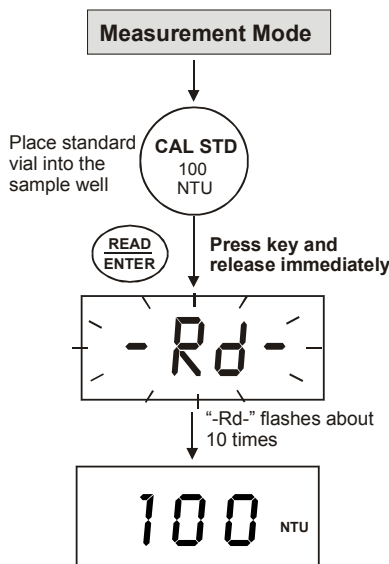 Measurement Mode
Place standard
vial into the
sample well
CAL STD
100
NTU
READ
ENTER
Press key and
release immediately
-Rd-
"-Rd-" flashes about
10 times
100 NTU